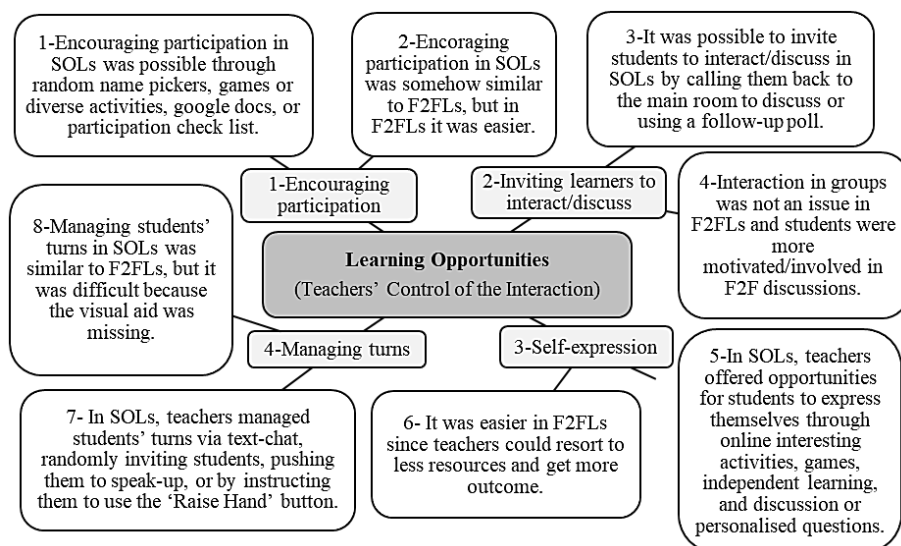 1-Encouraging participation in
SOLs was possible through
random name pickers, games or
diverse activities, google docs, or
participation check list.
2-Encoraging
participation in SOLs
was somehow similar
to F2FLs, but in
F2FLs it was easier.
3-It was possible to invite
students to interact/discuss in
SOLs by calling them back to
the main room to discuss or
using a follow-up poll.
1-Encouraging
participation
2-Inviting learners to
interact/discuss
4-Interaction in groups
was not an issue in
F2FLs and students were
more
motivated/involved in
F2F discussions.
8-Managing students’
turns in SOLs was
similar to F2FLs, but it
was difficult because
the visual aid was
missing.
Learning Opportunities
(Teachers’ Control of the Interaction)
4-Managing turns
3-Self-expression
5-In SOLs, teachers
offered opportunities
for students to express
themselves through
online interesting
activities, games,
independent learning,
and discussion or
personalised questions.
7- In SOLs, teachers managed
students’ turns via text-chat,
randomly inviting students, pushing
them to speak-up, or by instructing
them to use the ‘Raise Hand’ button.
6- It was easier in F2FLs
since teachers could resort to
less resources and get more
outcome.